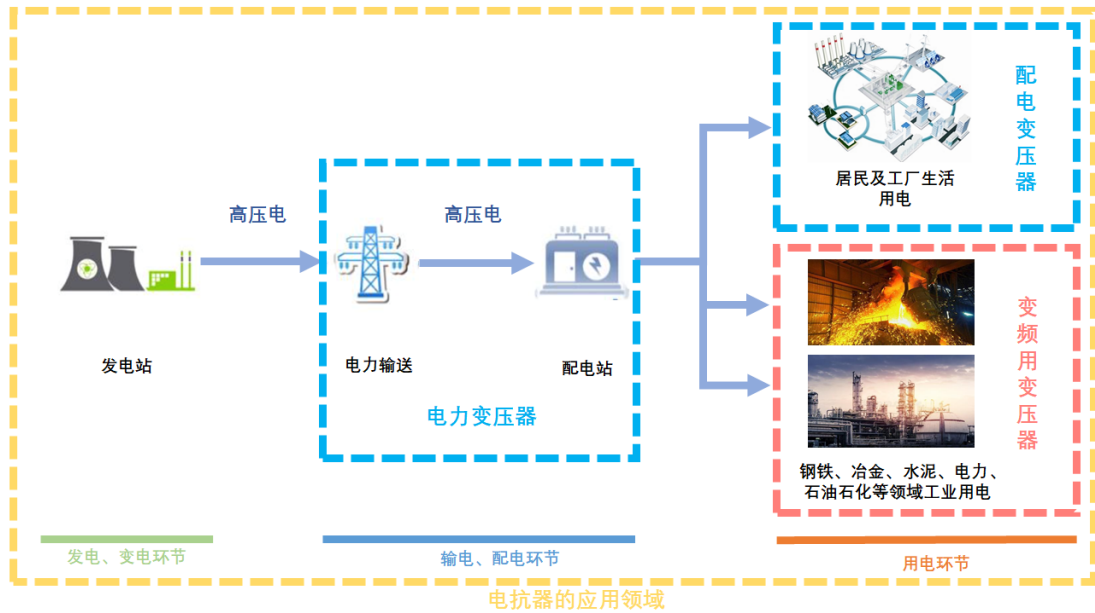 配电变压器
居民及工厂生活
用电
高压电
高压电
发电站
电力输送
配电站
电力变压器
变频用变压器
钢铁、冶金、水泥、电力、
石油石化等领域工业用电
发电、变电环节
输电、配电环节
用电环节
电抗器的应用领域